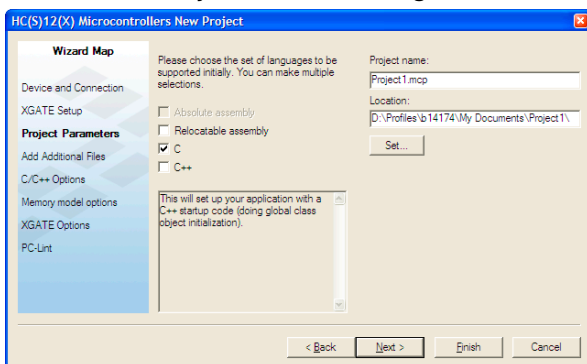 HC(S)12(X) Microcontrollers New Project
Wizard Map
Device and Connection
XGATE Setup
Project Parameters
Add Additional Files
C/C++ Options
Memory model options
XGATE Options
PC-Lint
Please choose the set of languages to be
supported initially. You can make multiple
selections.
Absolute assembly
Relocatable assembly
C
C++
This will set up your application with a
C++ startup code (doing global class
object initialization).
Project name:
Project1.mcp
Location:
D:\Profiles\b14174\My Documents\Project1\
Set...
< Back
Next >
Finish
Cancel